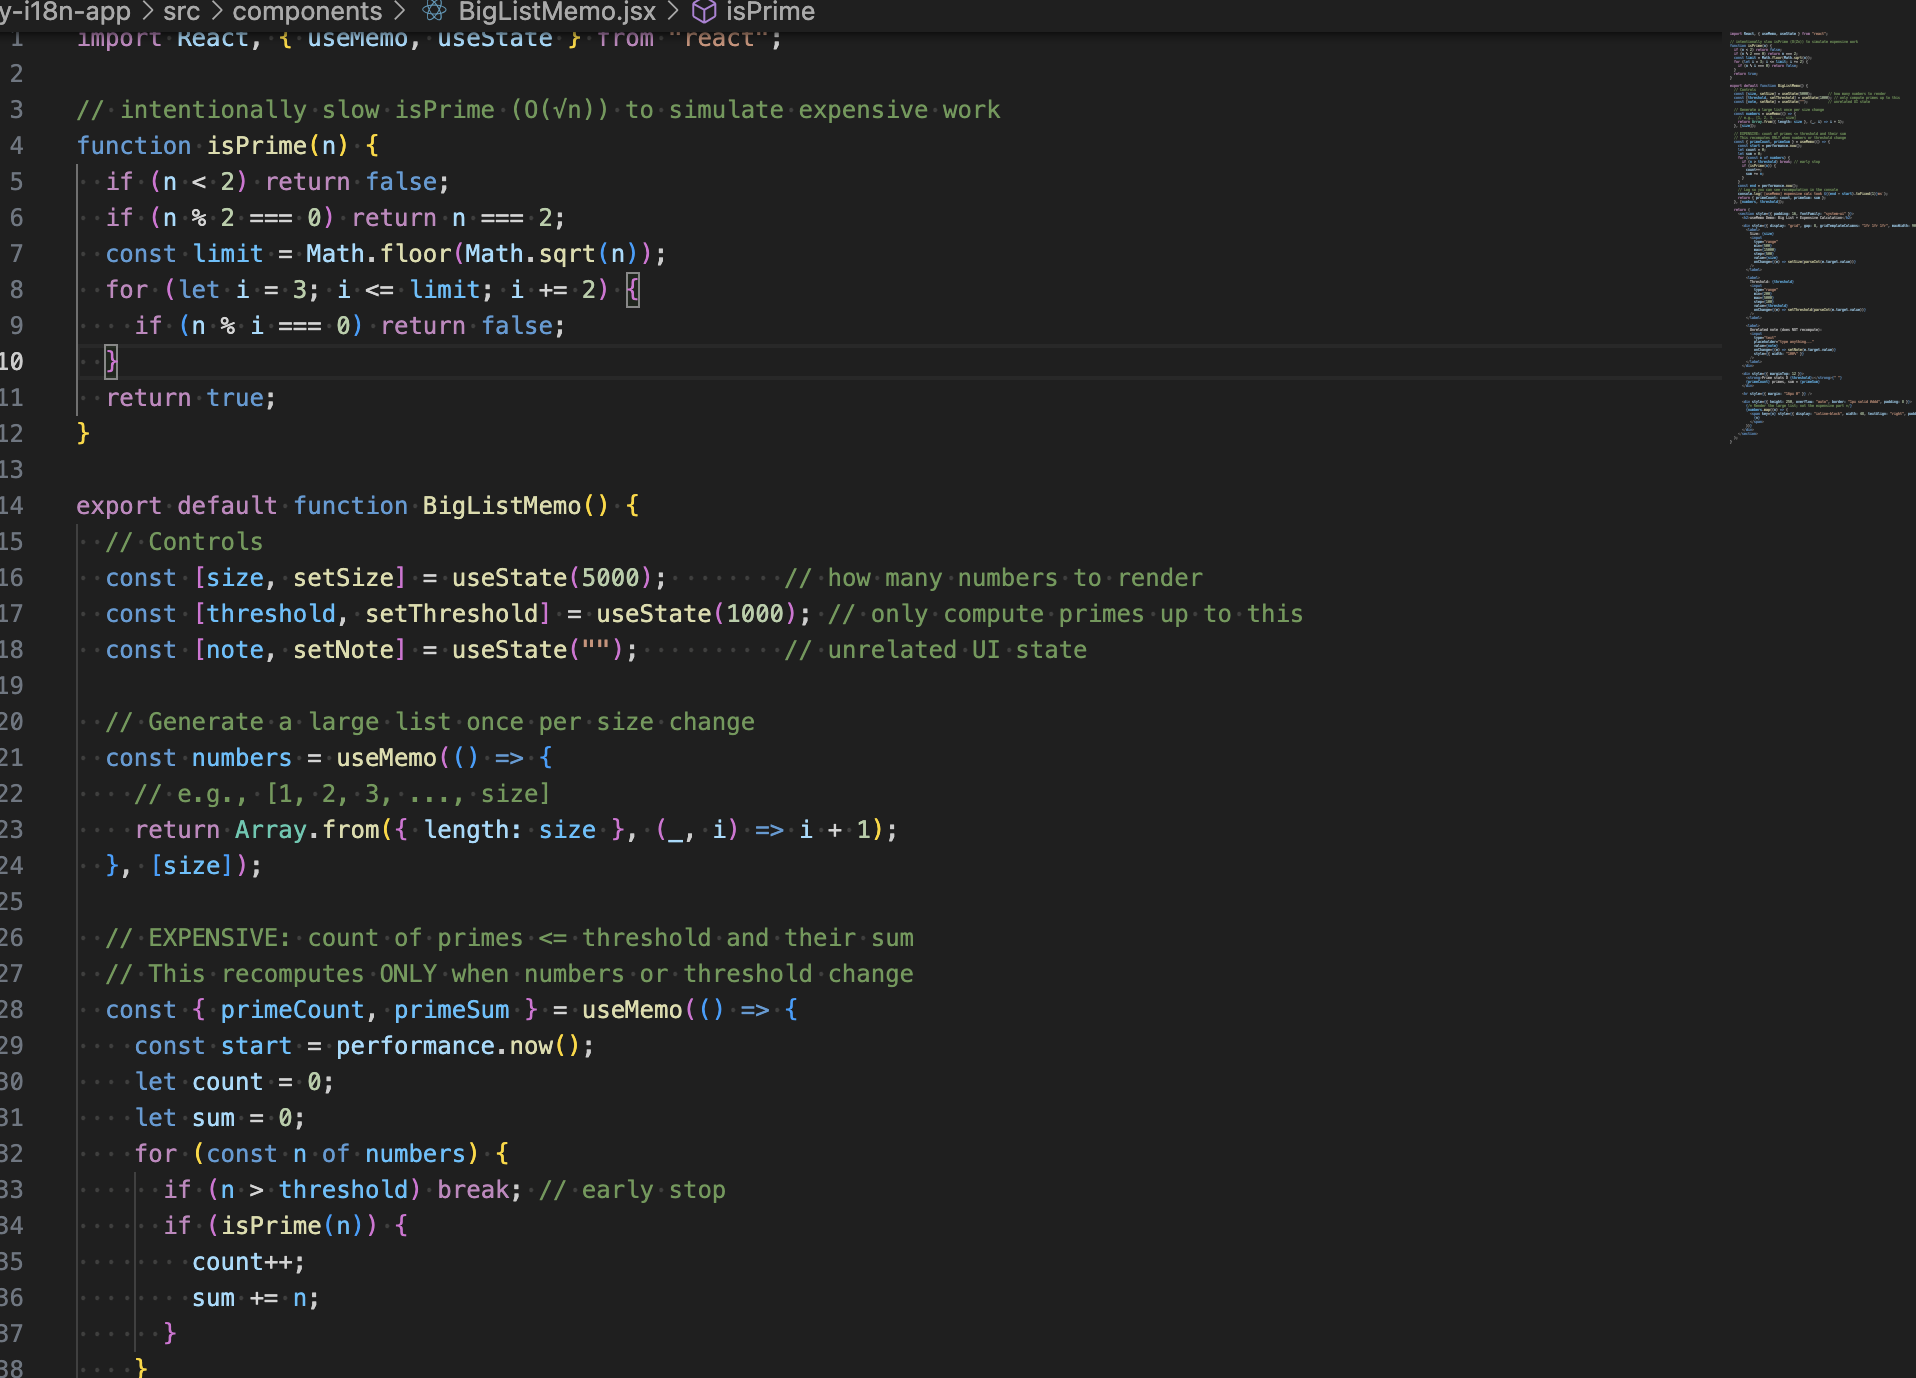 y-i18n-app > src > components > BigListMemo.jsx > isPrime
1 import React, { useMemo, useState } from "react";
2
3 // intentionally slow isPrime (O(√n)) to simulate expensive work
4 function isPrime(n) {
5   if (n < 2) return false;
6   if (n % 2 === 0) return n === 2;
7   const limit = Math.floor(Math.sqrt(n));
8   for (let i = 3; i <= limit; i += 2) {
9     if (n % i === 0) return false;
10   }
11   return true;
12 }
13
14 export default function BigListMemo() {
15   // Controls
16   const [size, setSize] = useState(5000);        // how many numbers to render
17   const [threshold, setThreshold] = useState(1000); // only compute primes up to this
18   const [note, setNote] = useState("");          // unrelated UI state
19
20   // Generate a large list once per size change
21   const numbers = useMemo(() => {
22     // e.g., [1, 2, 3, ..., size]
23     return Array.from({ length: size }, (_, i) => i + 1);
24   }, [size]);
25
26   // EXPENSIVE: count of primes <= threshold and their sum
27   // This recomputes ONLY when numbers or threshold change
28   const { primeCount, primeSum } = useMemo(() => {
29     const start = performance.now();
30     let count = 0;
31     let sum = 0;
32     for (const n of numbers) {
33       if (n > threshold) break; // early stop
34       if (isPrime(n)) {
35         count++;
36         sum += n;
37       }
38     }